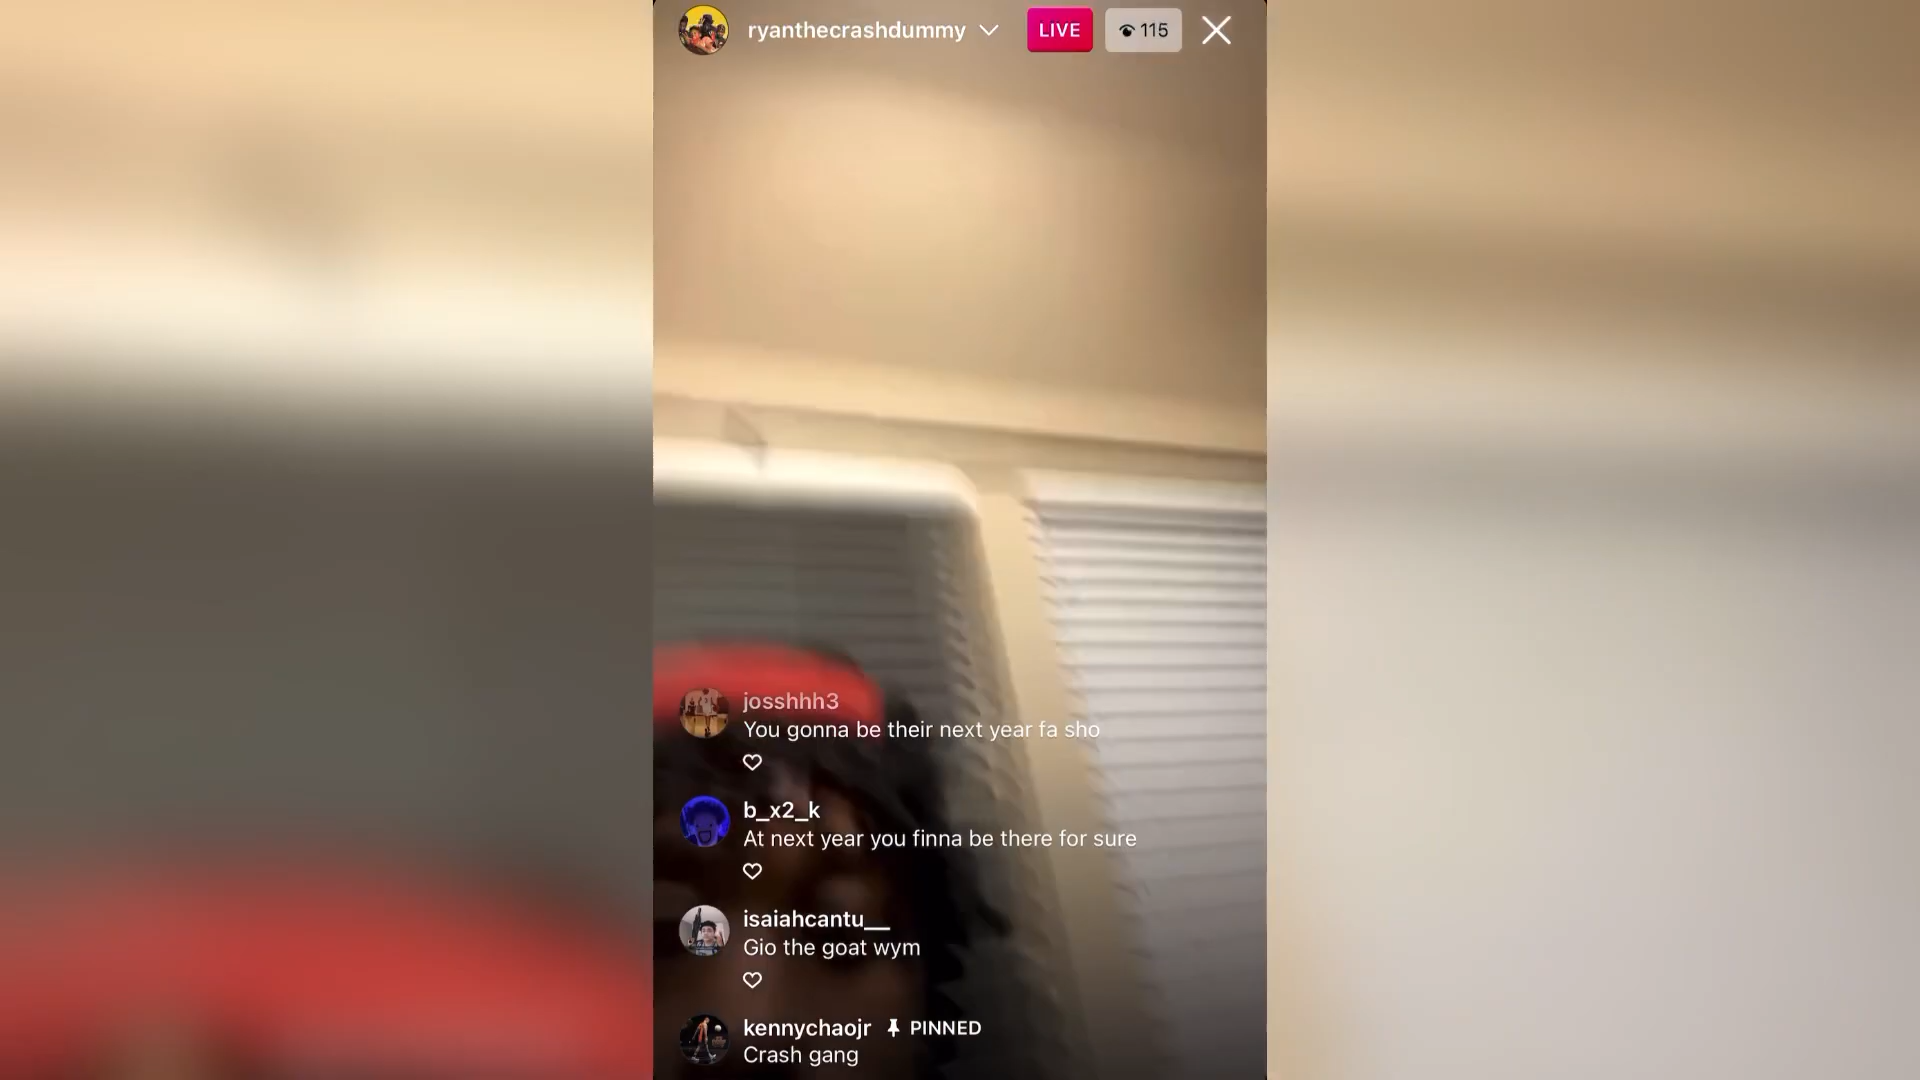 ryanthecrashdummy LIVE 115
josshhh3
You gonna be their next year fa sho
b_x2_k
At next year you finna be there for sure
isaiahcantu__
Gio the goat wym
kennychaojr PINNED
Crash gang